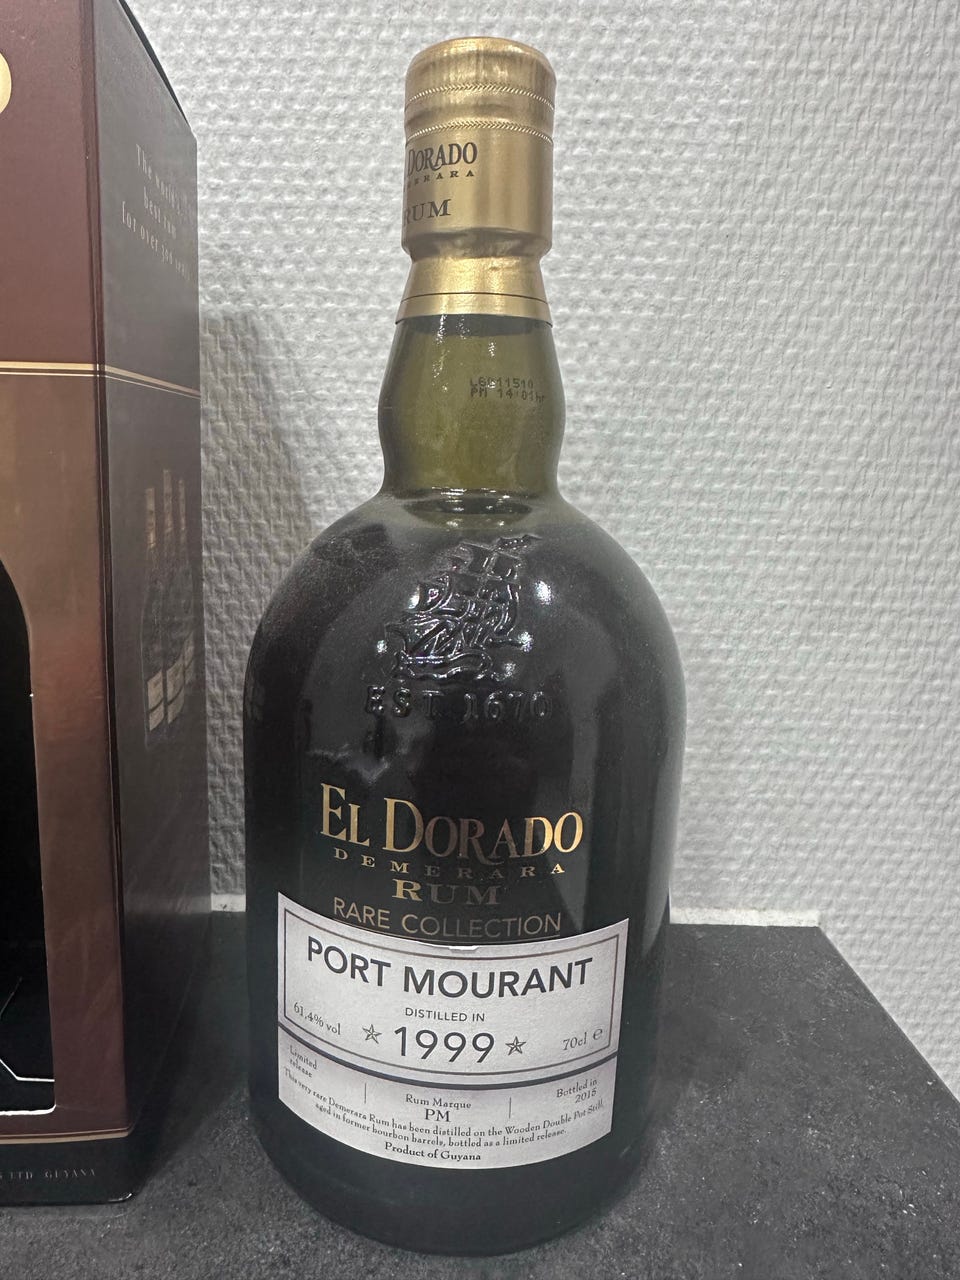 The world's
best rum
for over 300 years
DORADO
ERARA
RUM
PM 14:01hr
EST 1670
EL DORADO
DEMERARA
RUM
RARE COLLECTION
PORT MOURANT
DISTILLED IN
61,4% vol ☆ 1999 ☆ 70cl e
Limited
release
Rum Marque
PM
Bottled in
2015
This very rare Demerara Rum has been distilled on the Wooden Double Pot Still,
aged in former bourbon barrels, bottled as a limited release.
Product of Guyana
LTD GUYANA